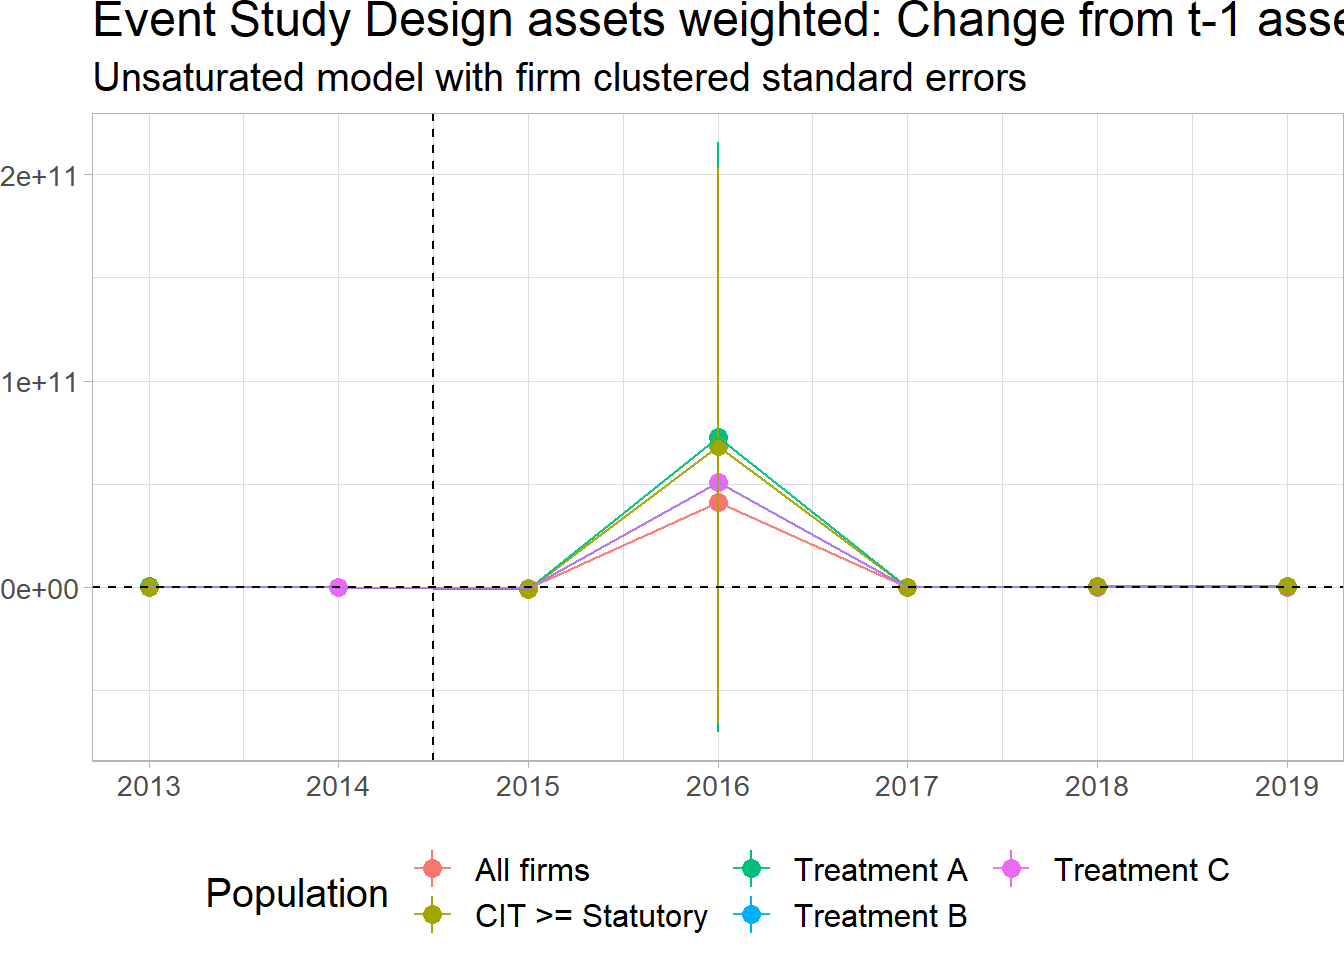 Event Study Design assets weighted: Change from t-1 asse
Unsaturated model with firm clustered standard errors
2e+11
1e+11
0e+00
2013 2014 2015 2016 2017 2018 2019
Population
All firms Treatment A Treatment C
CIT >= Statutory Treatment B